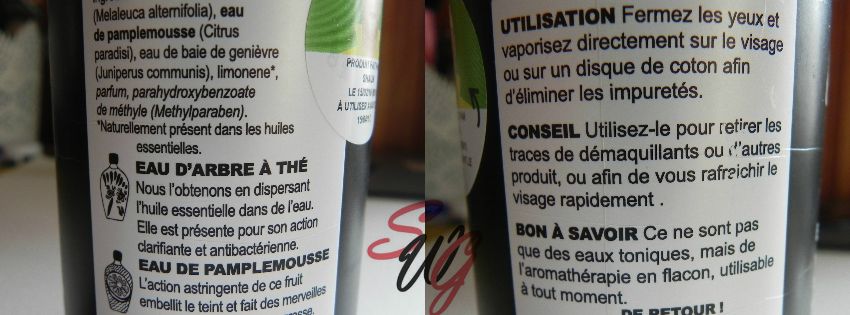 (Melaleuca alternifolia), eau
de pamplemousse (Citrus
paradisi), eau de baie de genièvre
(Juniperus communis), limonene*,
parfum, parahydroxybenzoate
de méthyle (Methylparaben).
*Naturellement présent dans les huiles
essentielles.
EAU D'ARBRE À THÉ
Nous l'obtenons en dispersant
l'huile essentielle dans de l'eau.
Elle est présente pour son action
clarifiante et antibactérienne.
EAU DE PAMPLEMOUSSE
L'action astringente de ce fruit
embellit le teint et fait des merveilles
PRODUIT
À UTILISER
UTILISATION Fermez les yeux et
vaporisez directement sur le visage
ou sur un disque de coton afin
d'éliminer les impuretés.
CONSEIL Utilisez-le pour retirer les
traces de démaquillants ou d'autres
produit, ou afin de vous rafraichir le
visage rapidement .
BON À SAVOIR Ce ne sont pas
que des eaux toniques, mais de
l'aromathérapie en flacon, utilisable
à tout moment.
DE RETOUR !
SWG